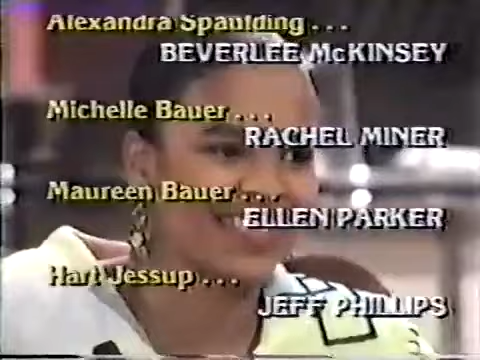 Alexandra Spaulding . . .
BEVERLEE McKINSEY
Michelle Bauer . . .
RACHEL MINER
Maureen Bauer . . .
ELLEN PARKER
Hart Jessup . . .
JEFF PHILLIPS